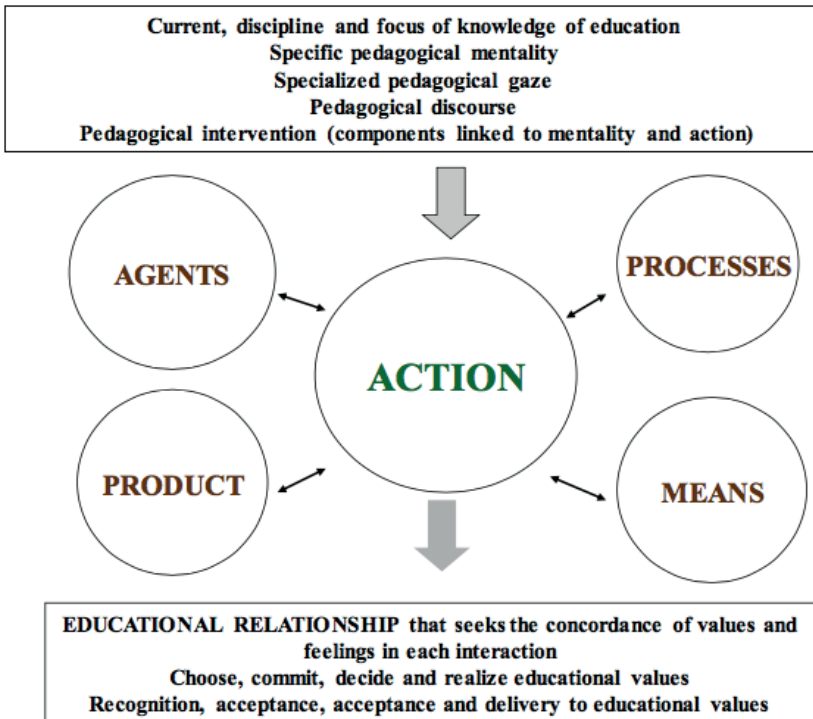 Current, discipline and focus of knowledge of education
Specific pedagogical mentality
Specialized pedagogical gaze
Pedagogical discourse
Pedagogical intervention (components linked to mentality and action)
AGENTS
PROCESSES
ACTION
PRODUCT
MEANS
EDUCATIONAL RELATIONSHIP that seeks the concordance of values and
feelings in each interaction
Choose, commit, decide and realize educational values
Recognition, acceptance, acceptance and delivery to educational values